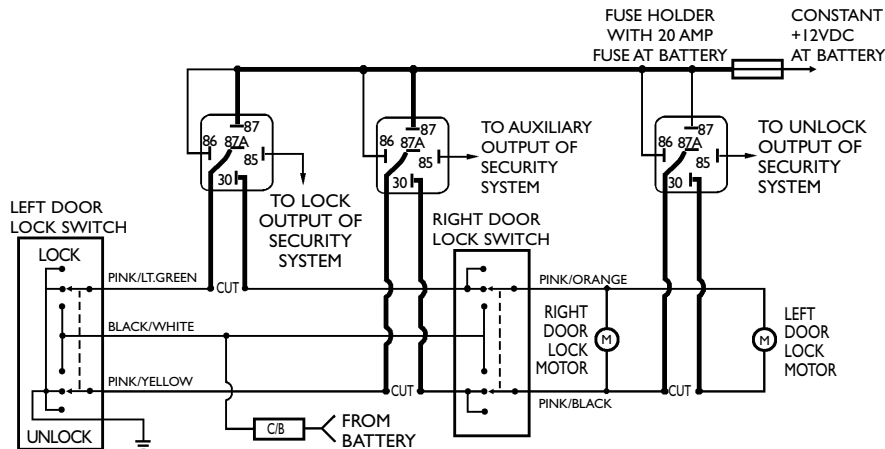 FUSE HOLDER
WITH 20 AMP
FUSE AT BATTERY
CONSTANT
+12VDC
AT BATTERY
87
86
87A
85
30
87
86
87A
85
30
87
86
87A
85
30
TO LOCK
OUTPUT OF
SECURITY
SYSTEM
TO AUXILIARY
OUTPUT OF
SECURITY
SYSTEM
TO UNLOCK
OUTPUT OF
SECURITY
SYSTEM
LEFT DOOR
LOCK SWITCH
LOCK
RIGHT DOOR
LOCK SWITCH
PINK/LT.GREEN
CUT
PINK/ORANGE
BLACK/WHITE
RIGHT
DOOR
LOCK
MOTOR
M
M
LEFT
DOOR
LOCK
MOTOR
PINK/YELLOW
CUT
CUT
PINK/BLACK
UNLOCK
C/B
FROM
BATTERY